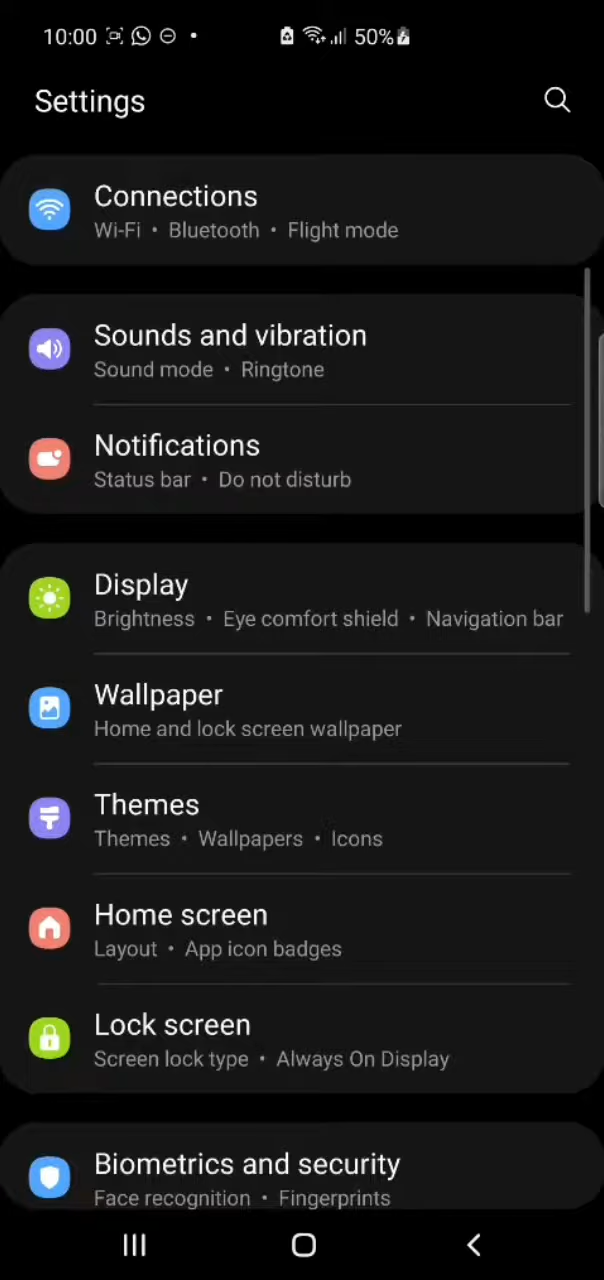 10:00 50%
Settings
Connections
Wi-Fi • Bluetooth • Flight mode
Sounds and vibration
Sound mode • Ringtone
Notifications
Status bar • Do not disturb
Display
Brightness • Eye comfort shield • Navigation bar
Wallpaper
Home and lock screen wallpaper
Themes
Themes • Wallpapers • Icons
Home screen
Layout • App icon badges
Lock screen
Screen lock type • Always On Display
Biometrics and security
Face recognition • Fingerprints